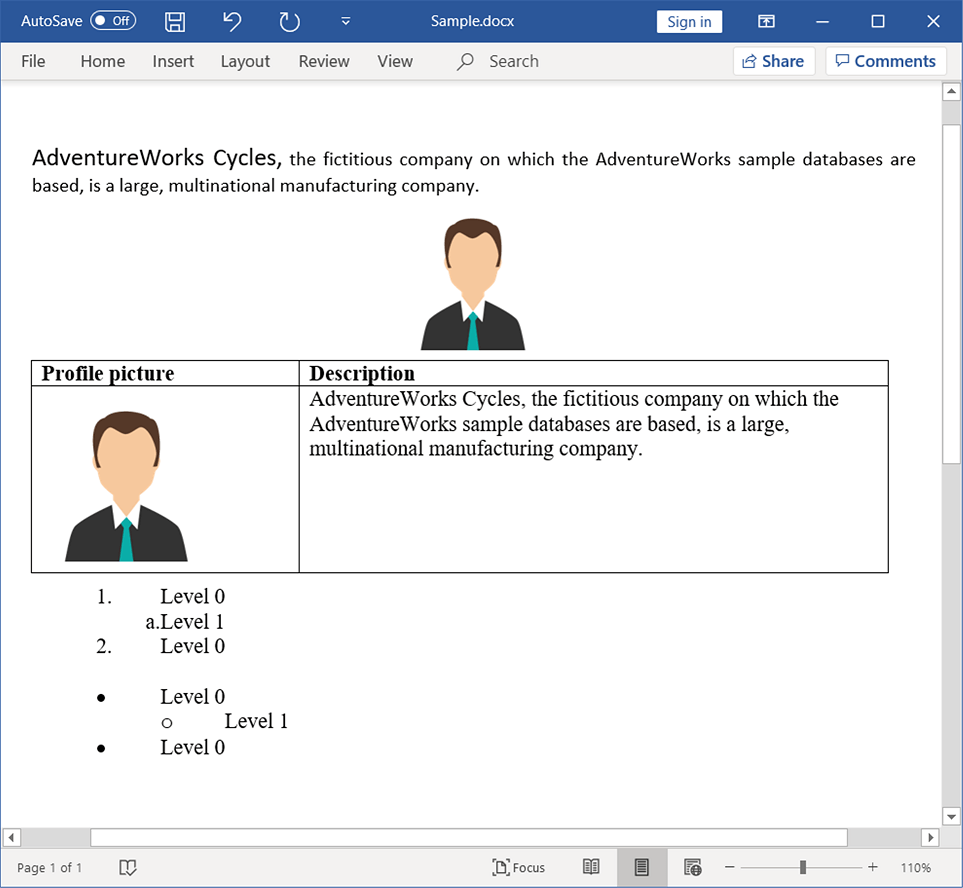 AutoSave Off Sample.docx Sign in
File Home Insert Layout Review View Search Share Comments
AdventureWorks Cycles, the fictitious company on which the AdventureWorks sample databases are
based, is a large, multinational manufacturing company.
Profile picture Description
AdventureWorks Cycles, the fictitious company on which the
AdventureWorks sample databases are based, is a large,
multinational manufacturing company.
1. Level 0
a.Level 1
2. Level 0
• Level 0
o Level 1
• Level 0
Page 1 of 1 Focus 110%